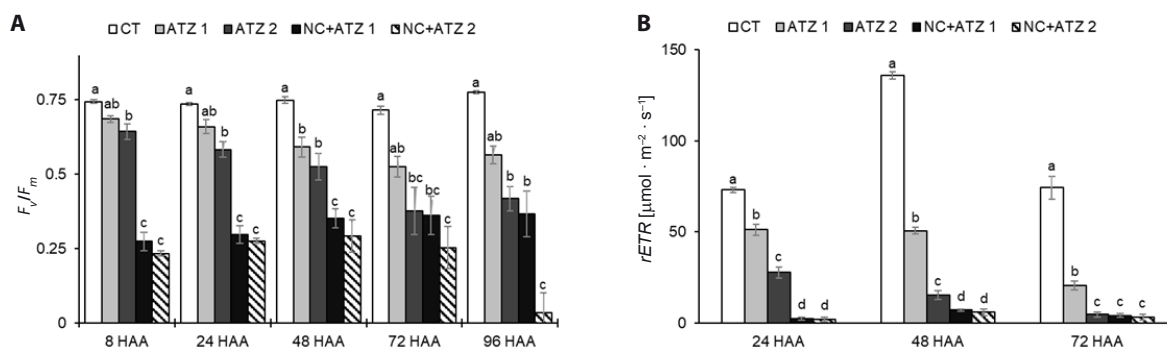 A
CT ATZ 1 ATZ 2 NC+ATZ 1 NC+ATZ 2
Fv/Fm
0.75
0.5
0.25
0
a ab b c c
a ab b c c
a b b c c
a ab bc bc c
a ab b b c
8 HAA 24 HAA 48 HAA 72 HAA 96 HAA
B
CT ATZ 1 ATZ 2 NC+ATZ 1 NC+ATZ 2
rETR [µmol · m⁻² · s⁻¹]
150
100
50
0
a b c d d
a b c d d
a b c c c
24 HAA 48 HAA 72 HAA